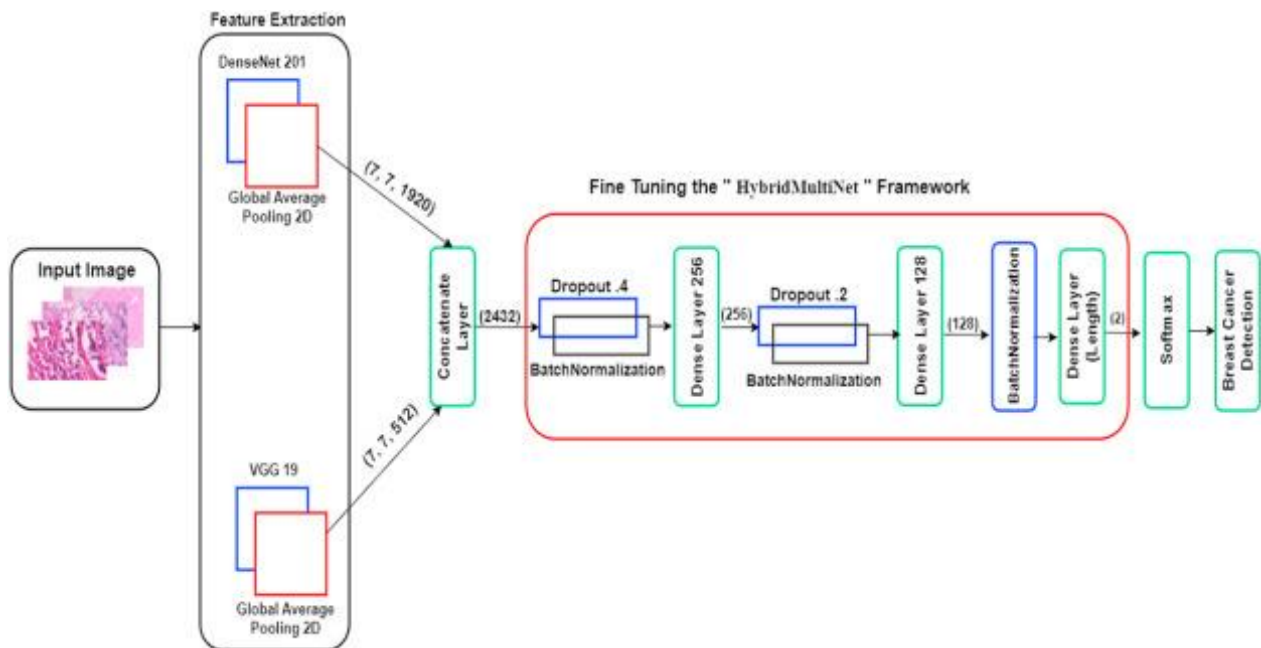 Feature Extraction
DenseNet 201
Global Average
Pooling 2D
(7, 7, 1920)
Input Image
VGG 19
Global Average
Pooling 2D
(7, 7, 512)
Concatenate
Layer
(2432)
Fine Tuning the " HybridMultiNet " Framework
Dropout .4
BatchNormalization
Dense Layer 256
(256)
Dropout .2
BatchNormalization
Dense Layer 128
(128)
BatchNormalization
Dense Layer
(Length)
(2)
Softmax
Breast Cancer
Detection